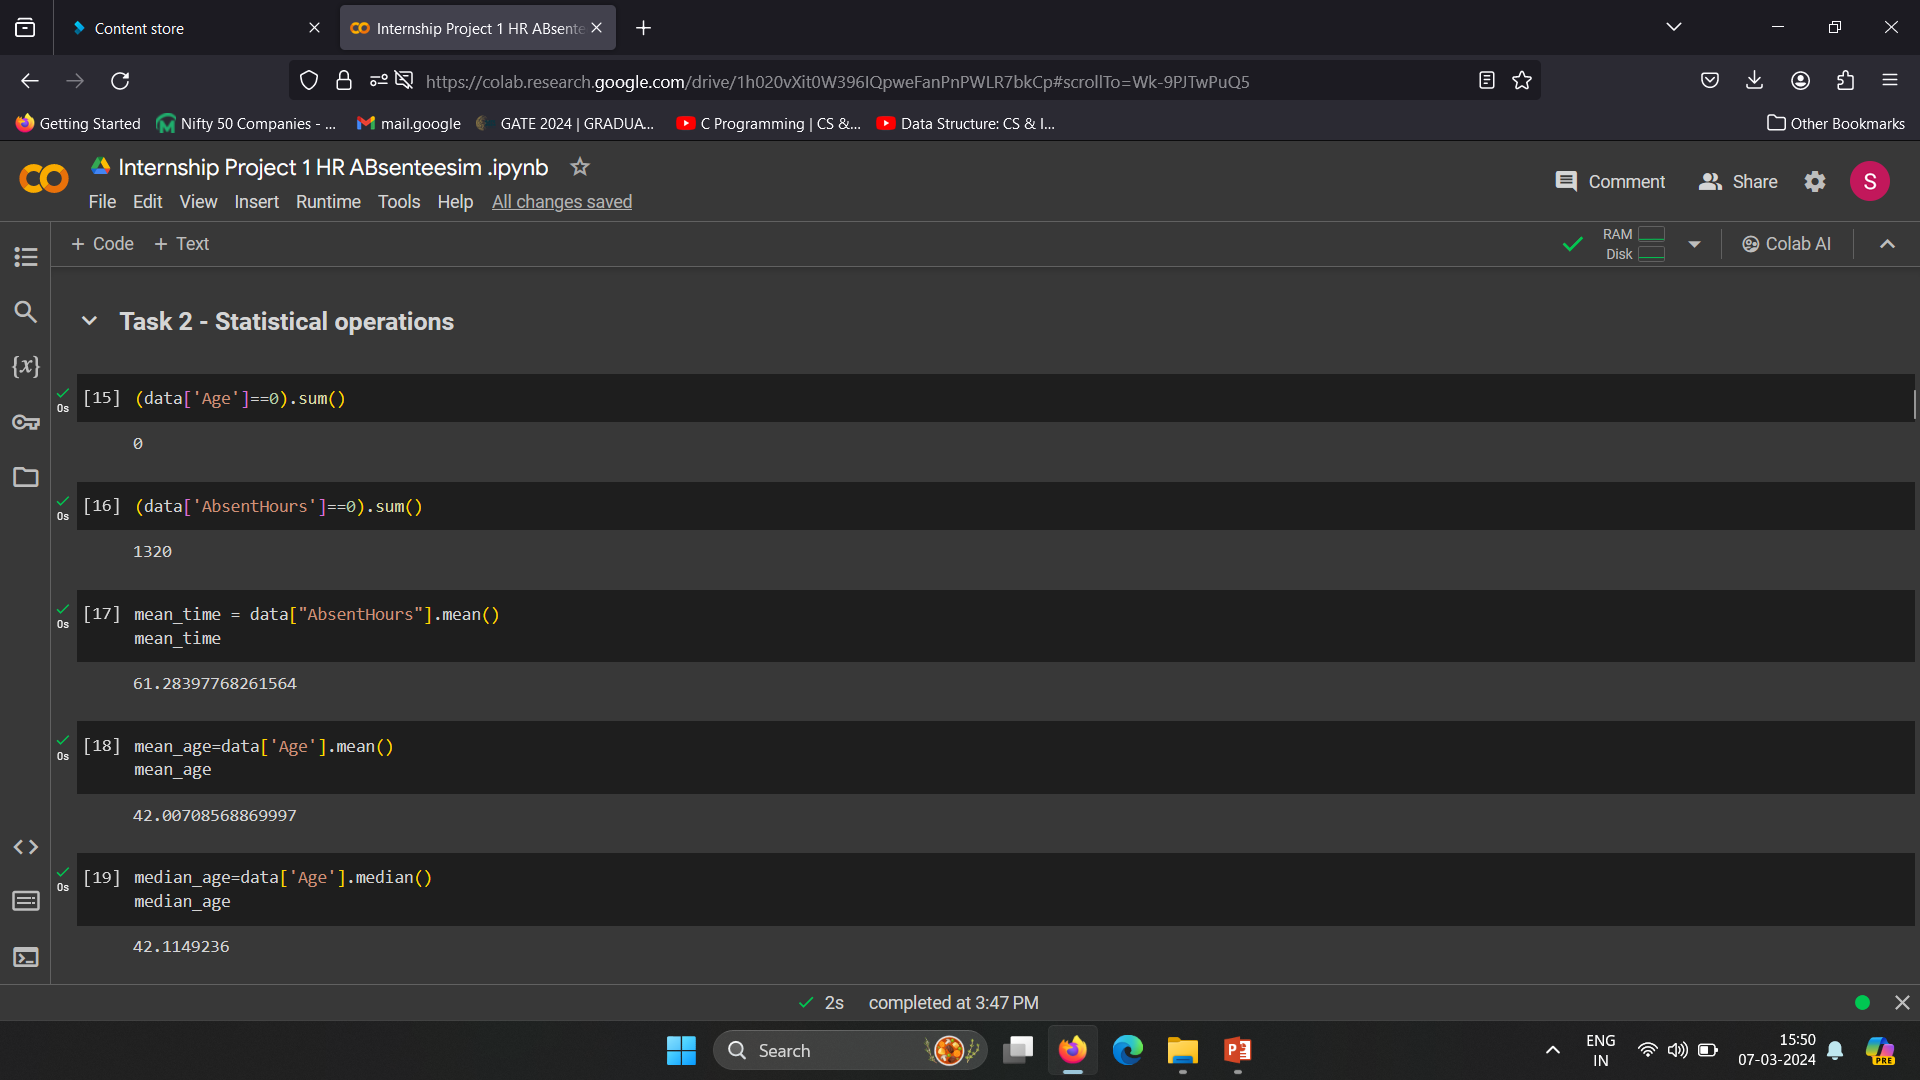 Content store
Internship Project 1 HR ABsente
https://colab.research.google.com/drive/1h020vXit0W396IQpweFanPnPWLR7bkCp#scrollTo=Wk-9PJTwPuQ5
Getting Started
Nifty 50 Companies - ...
mail.google
GATE 2024 | GRADUA...
C Programming | CS &...
Data Structure: CS & I...
Other Bookmarks
Internship Project 1 HR ABsenteesim .ipynb
Comment
Share
S
File Edit View Insert Runtime Tools Help All changes saved
+ Code + Text
RAM
Disk
Colab AI
Task 2 - Statistical operations
{x}
0s
[15] (data['Age']==0).sum()
0
0s
[16] (data['AbsentHours']==0).sum()
1320
0s
[17] mean_time = data["AbsentHours"].mean()
mean_time
61.28397768261564
0s
[18] mean_age=data['Age'].mean()
mean_age
42.00708568869997
0s
[19] median_age=data['Age'].median()
median_age
42.1149236
2s completed at 3:47 PM
Search
P
ENG
IN
15:50
07-03-2024
PRE